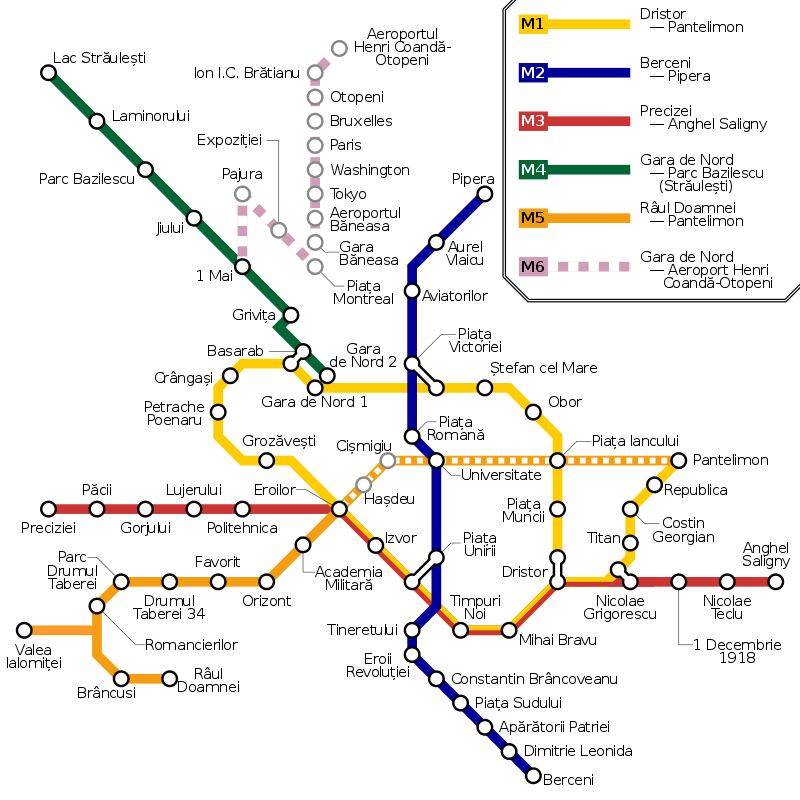 M1
Dristor
— Pantelimon
M2
Berceni
— Pipera
M3
Precizei
— Anghel Saligny
M4
Gara de Nord
— Parc Bazilescu
(Străulești)
M5
Râul Doamnei
— Pantelimon
M6
Gara de Nord
— Aeroport Henri
Coandă-Otopeni
Aeroportul
Henri Coandă-
Otopeni
Lac Străulești
Ion I.C. Brătianu
Otopeni
Laminorului
Bruxelles
Expoziției
Paris
Parc Bazilescu
Pajura
Washington
Tokyo
Pipera
Jiului
Aeroportul
Băneasa
Gara
Băneasa
Aurel
Vlaicu
1 Mai
Piața
Montreal
Aviatorilor
Grivița
Basarab
Gara
de Nord 2
Piața
Victoriei
Crângași
Ștefan cel Mare
Gara de Nord 1
Obor
Petrache
Poenaru
Piața
Romană
Grozăvești
Cișmigiu
Piața Iancului
Pantelimon
Universitate
Eroilor
Hașdeu
Republica
Păcii
Lujerului
Preciziei
Gorjului
Politehnica
Piața
Muncii
Costin
Georgian
Izvor
Piața
Unirii
Titan
Anghel
Saligny
Parc
Drumul
Taberei
Favorit
Academia
Militară
Dristor
Drumul
Taberei 34
Orizont
Timpuri
Noi
Nicolae
Grigorescu
Nicolae
Teclu
Romancierilor
Tineretului
Mihai Bravu
1 Decembrie
1918
Valea
Ialomiței
Eroii
Revoluției
Brâncusi
Râul
Doamnei
Constantin Brâncoveanu
Piața Sudului
Apărătorii Patriei
Dimitrie Leonida
Berceni